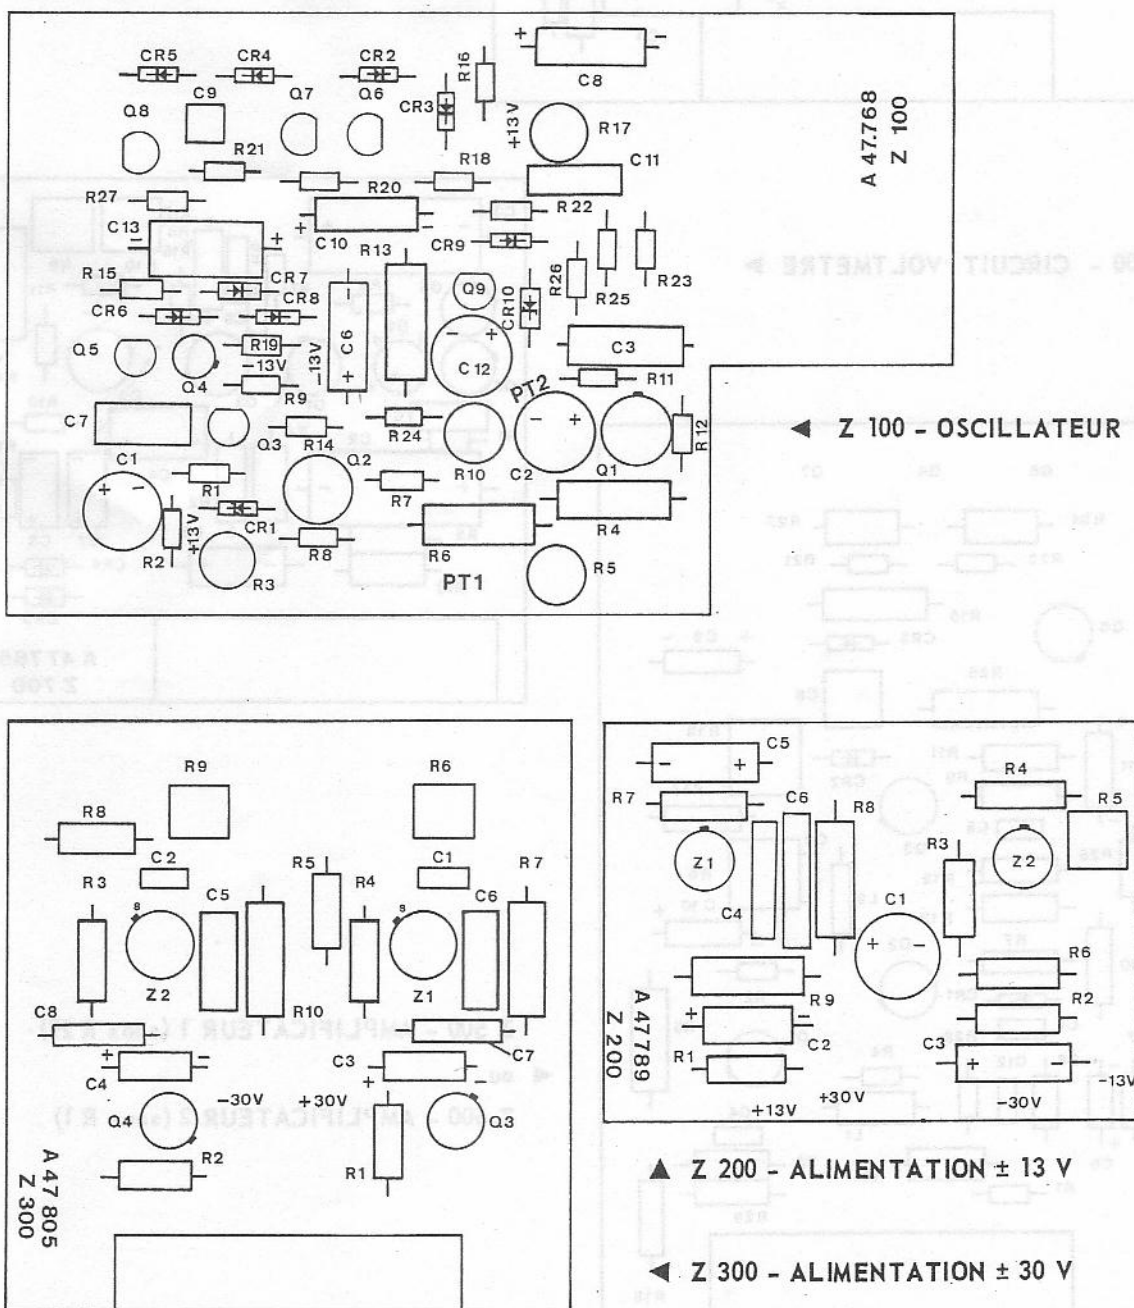 CR5 CR4 CR2 R16 + - C8
Q8 C9 Q7 Q6 CR3 +13V R17
A 47.768
Z 100
R21 R18 C11
R27 R20 R22
C13 - + + C10 - R13 CR9
R15 CR7 - Q9 CR10 R26 R25 R23
CR6 CR8 C6 - + C12 C3
Q5 Q4 R19 -13V -13V + PT2 R11
R9
C7 Q3 R14 R24 R10 - + C2 Q1 R12
◄ Z 100 - OSCILLATEUR
C1 + - R1 Q2 R7 R4
R2 +13V CR1 R8 R6 R5
R3 PT1
R9 R6
R8 C2 R5 C1 R7
R3 s C5 R4 s C6
Z2 R10 Z1
C8 C7
+ - C4 C3 + -
-30V +30V
Q4 Q3
R2 R1
A 47 805
Z 300
- + C5 R4
R7 C6 R8 R5
Z1 R3 Z2
C4 C1
+ - R6
R9 R2
+ - C2 C3 + -
R1 -13V
A 47789
Z 200
+13V +30V -30V
▲ Z 200 - ALIMENTATION ± 13 V
◄ Z 300 - ALIMENTATION ± 30 V